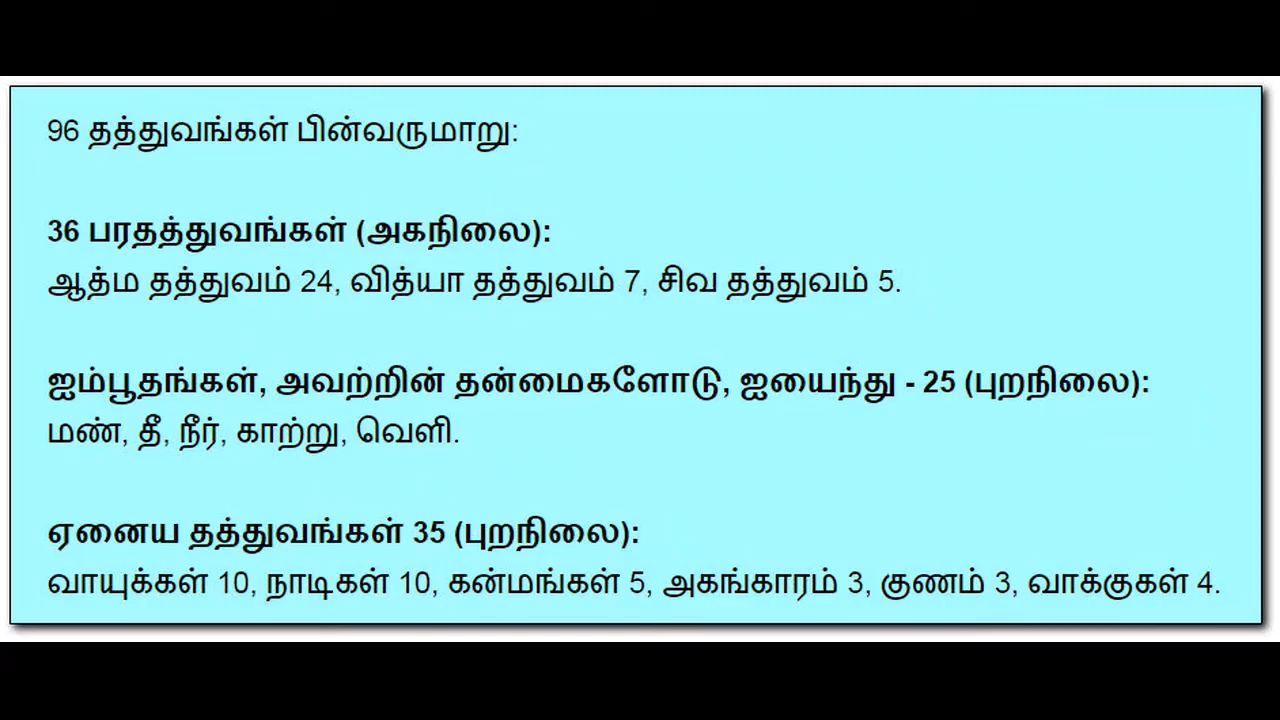 96 தத்துவங்கள் பின்வருமாறு:
36 பரதத்துவங்கள் (அகநிலை):
ஆத்ம தத்துவம் 24, வித்யா தத்துவம் 7, சிவ தத்துவம் 5.
ஐம்பூதங்கள், அவற்றின் தன்மைகளோடு, ஐயைந்து - 25 (புறநிலை):
மண், தீ, நீர், காற்று, வெளி.
ஏனைய தத்துவங்கள் 35 (புறநிலை):
வாயுக்கள் 10, நாடிகள் 10, கன்மங்கள் 5, அகங்காரம் 3, குணம் 3, வாக்குகள் 4.